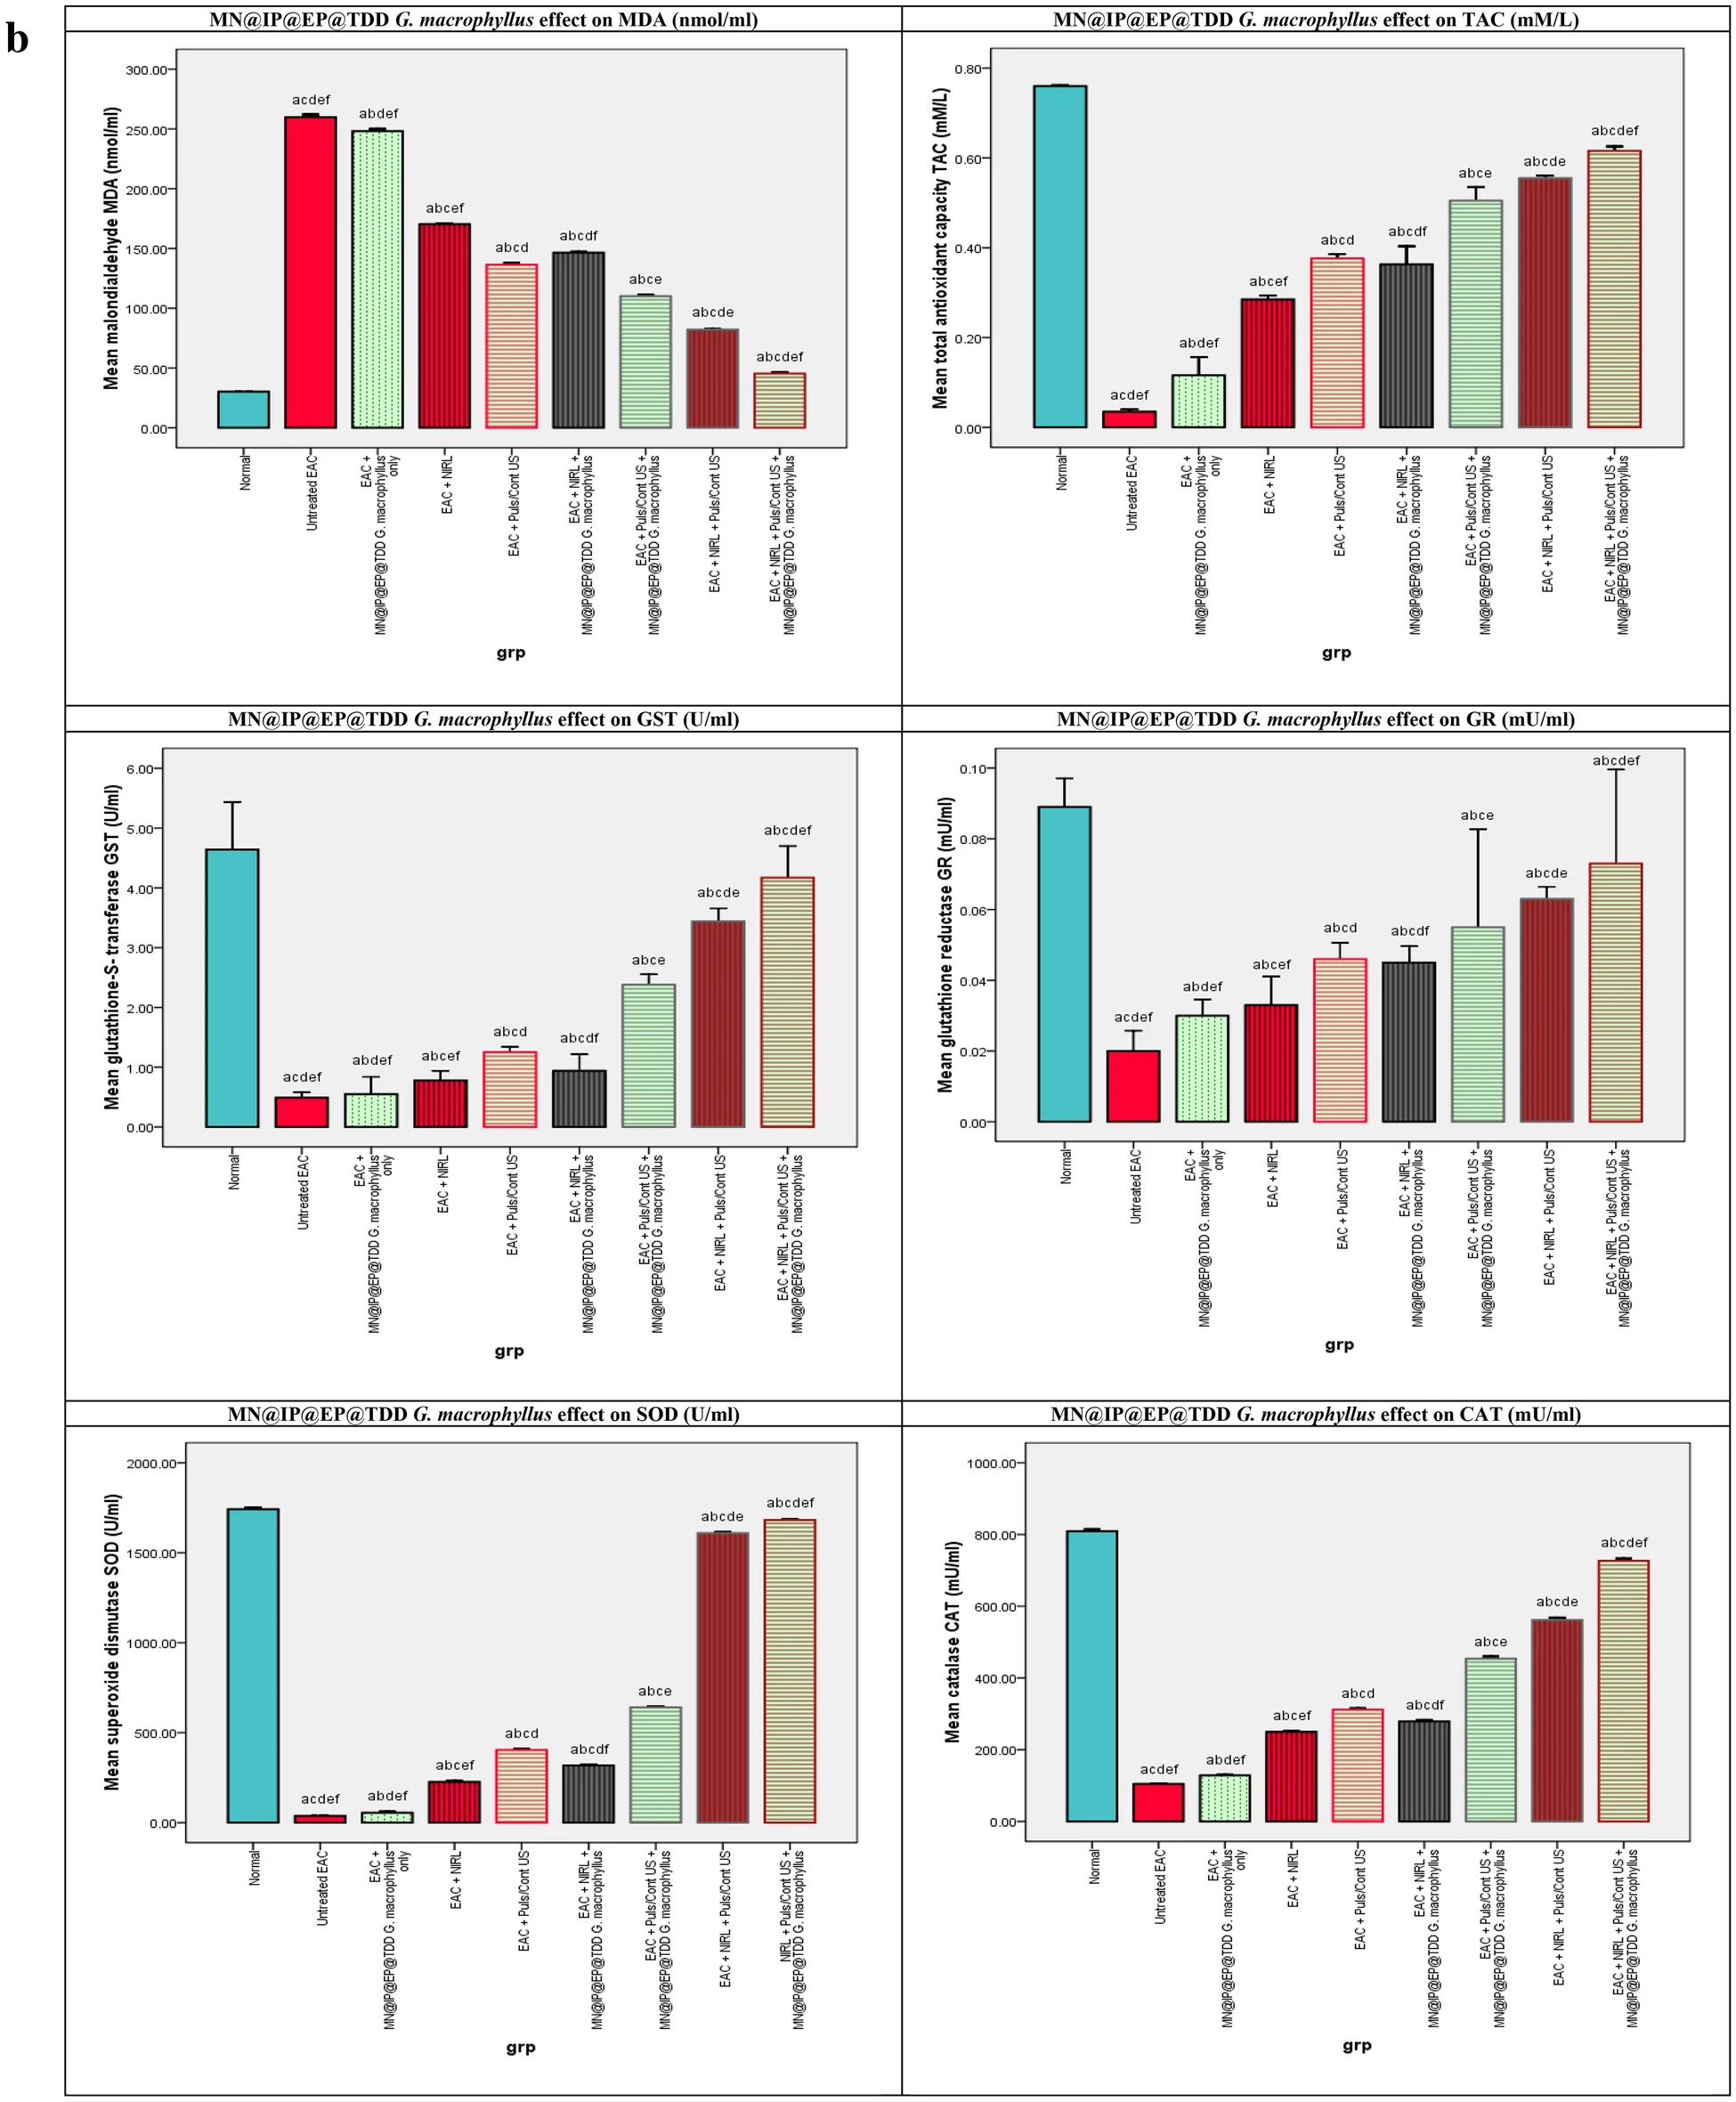 b
MN@IP@EP@TDD G. macrophyllus effect on MDA (nmol/ml)
Mean malondialdehyde MDA (nmol/ml)
300.00
250.00
200.00
150.00
100.00
50.00
0.00
acdef
abdef
abcef
abcd
abcdf
abce
abcde
abcdef
Normal
Untreated EAC
EAC +
MN@IP@EP@TDD G. macrophyllus
only
EAC + NIRL
EAC + Puls/Cont US
EAC + NIRL +
MN@IP@EP@TDD G. macrophyllus
EAC + Puls/Cont US +
MN@IP@EP@TDD G. macrophyllus
EAC + NIRL + Puls/Cont US
EAC + NIRL + Puls/Cont US +
MN@IP@EP@TDD G. macrophyllus
grp
MN@IP@EP@TDD G. macrophyllus effect on TAC (mM/L)
Mean total antioxidant capacity TAC (mM/L)
0.80
0.60
0.40
0.20
0.00
acdef
abdef
abcef
abcd
abcdf
abce
abcde
abcdef
Normal
Untreated EAC
EAC +
MN@IP@EP@TDD G. macrophyllus
only
EAC + NIRL
EAC + Puls/Cont US
EAC + NIRL +
MN@IP@EP@TDD G. macrophyllus
EAC + Puls/Cont US +
MN@IP@EP@TDD G. macrophyllus
EAC + NIRL + Puls/Cont US
EAC + NIRL + Puls/Cont US +
MN@IP@EP@TDD G. macrophyllus
grp
MN@IP@EP@TDD G. macrophyllus effect on GST (U/ml)
Mean glutathione-S- transferase GST (U/ml)
6.00
5.00
4.00
3.00
2.00
1.00
0.00
acdef
abdef
abcef
abcd
abcdf
abce
abcde
abcdef
Normal
Untreated EAC
EAC +
MN@IP@EP@TDD G. macrophyllus
only
EAC + NIRL
EAC + Puls/Cont US
EAC + NIRL +
MN@IP@EP@TDD G. macrophyllus
EAC + Puls/Cont US +
MN@IP@EP@TDD G. macrophyllus
EAC + NIRL + Puls/Cont US
EAC + NIRL + Puls/Cont US +
MN@IP@EP@TDD G. macrophyllus
grp
MN@IP@EP@TDD G. macrophyllus effect on GR (mU/ml)
Mean glutathione reductase GR (mU/ml)
0.10
0.08
0.06
0.04
0.02
0.00
acdef
abdef
abcef
abcd
abcdf
abce
abcde
abcdef
Normal
Untreated EAC
EAC +
MN@IP@EP@TDD G. macrophyllus
only
EAC + NIRL
EAC + Puls/Cont US
EAC + NIRL +
MN@IP@EP@TDD G. macrophyllus
EAC + Puls/Cont US +
MN@IP@EP@TDD G. macrophyllus
EAC + NIRL + Puls/Cont US
EAC + NIRL + Puls/Cont US +
MN@IP@EP@TDD G. macrophyllus
grp
MN@IP@EP@TDD G. macrophyllus effect on SOD (U/ml)
Mean superoxide dismutase SOD (U/ml)
2000.00
1500.00
1000.00
500.00
0.00
acdef
abdef
abcef
abcd
abcdf
abce
abcde
abcdef
Normal
Untreated EAC
EAC +
MN@IP@EP@TDD G. macrophyllus
only
EAC + NIRL
EAC + Puls/Cont US
EAC + NIRL +
MN@IP@EP@TDD G. macrophyllus
EAC + Puls/Cont US +
MN@IP@EP@TDD G. macrophyllus
EAC + NIRL + Puls/Cont US
NIRL + Puls/Cont US +
MN@IP@EP@TDD G. macrophyllus
grp
MN@IP@EP@TDD G. macrophyllus effect on CAT (mU/ml)
Mean catalase CAT (mU/ml)
1000.00
800.00
600.00
400.00
200.00
0.00
acdef
abdef
abcef
abcd
abcdf
abce
abcde
abcdef
Normal
Untreated EAC
EAC +
MN@IP@EP@TDD G. macrophyllus
only
EAC + NIRL
EAC + Puls/Cont US
EAC + NIRL +
MN@IP@EP@TDD G. macrophyllus
EAC + Puls/Cont US +
MN@IP@EP@TDD G. macrophyllus
EAC + NIRL + Puls/Cont US
EAC + NIRL + Puls/Cont US +
MN@IP@EP@TDD G. macrophyllus
grp